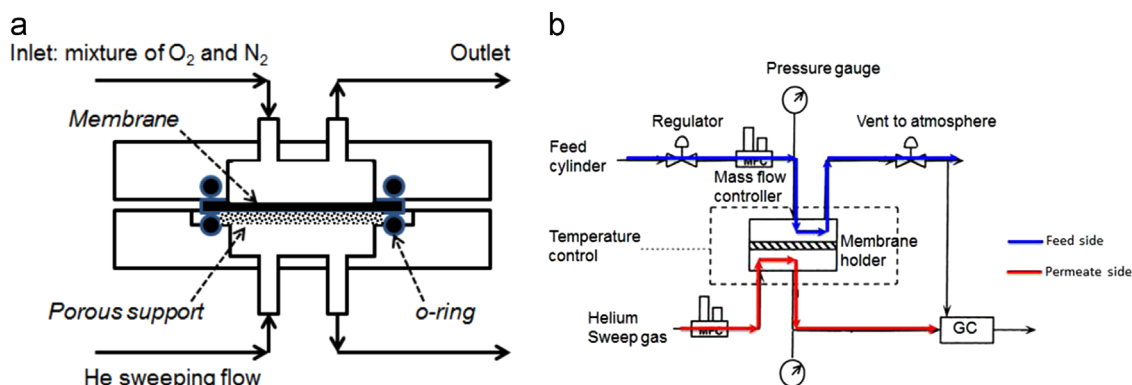 a
Inlet: mixture of O₂ and N₂
Outlet
Membrane
Porous support
o-ring
He sweeping flow
b
Pressure gauge
Regulator
Vent to atmosphere
Feed
cylinder
MFC
Mass flow
controller
Temperature
control
Membrane
holder
Feed side
Permeate side
Helium
Sweep gas
MFC
GC